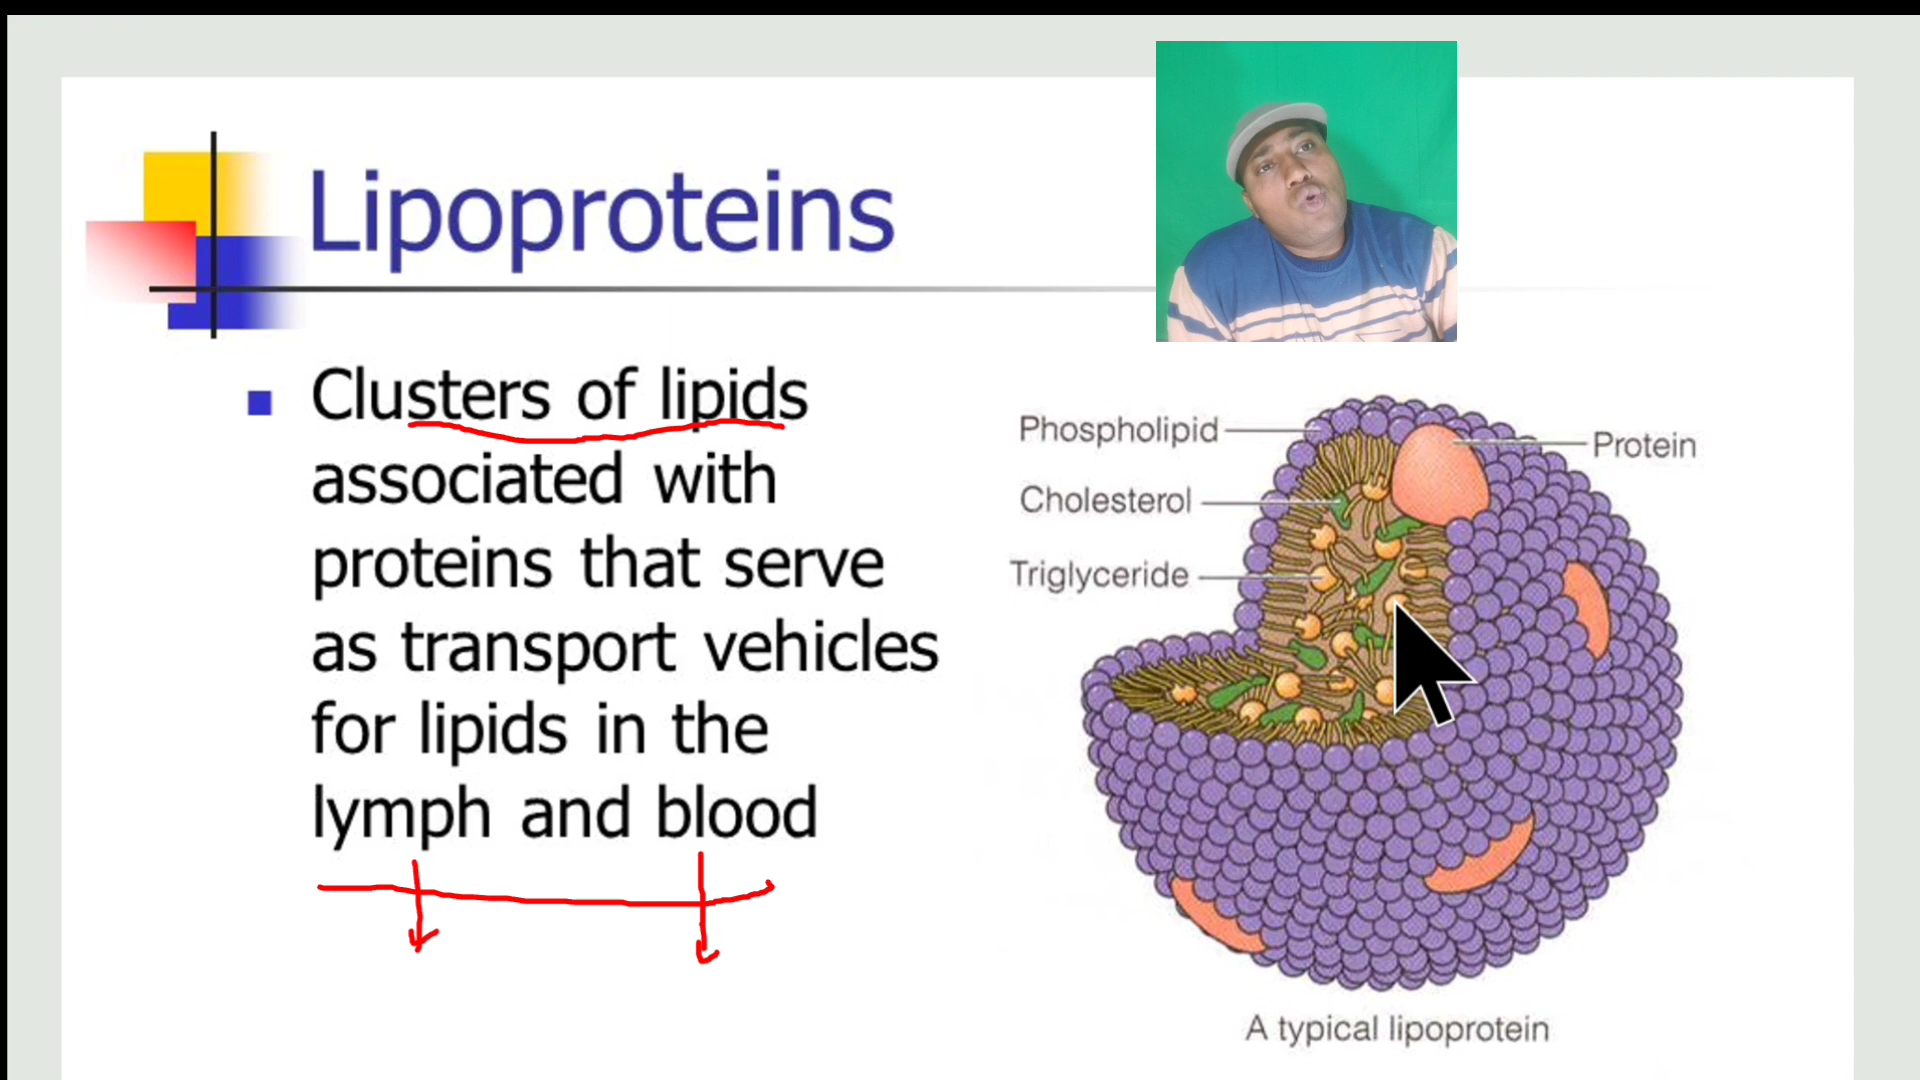 Lipoproteins
Clusters of lipids
associated with
proteins that serve
as transport vehicles
for lipids in the
lymph and blood
Phospholipid
Protein
Cholesterol
Triglyceride
A typical lipoprotein